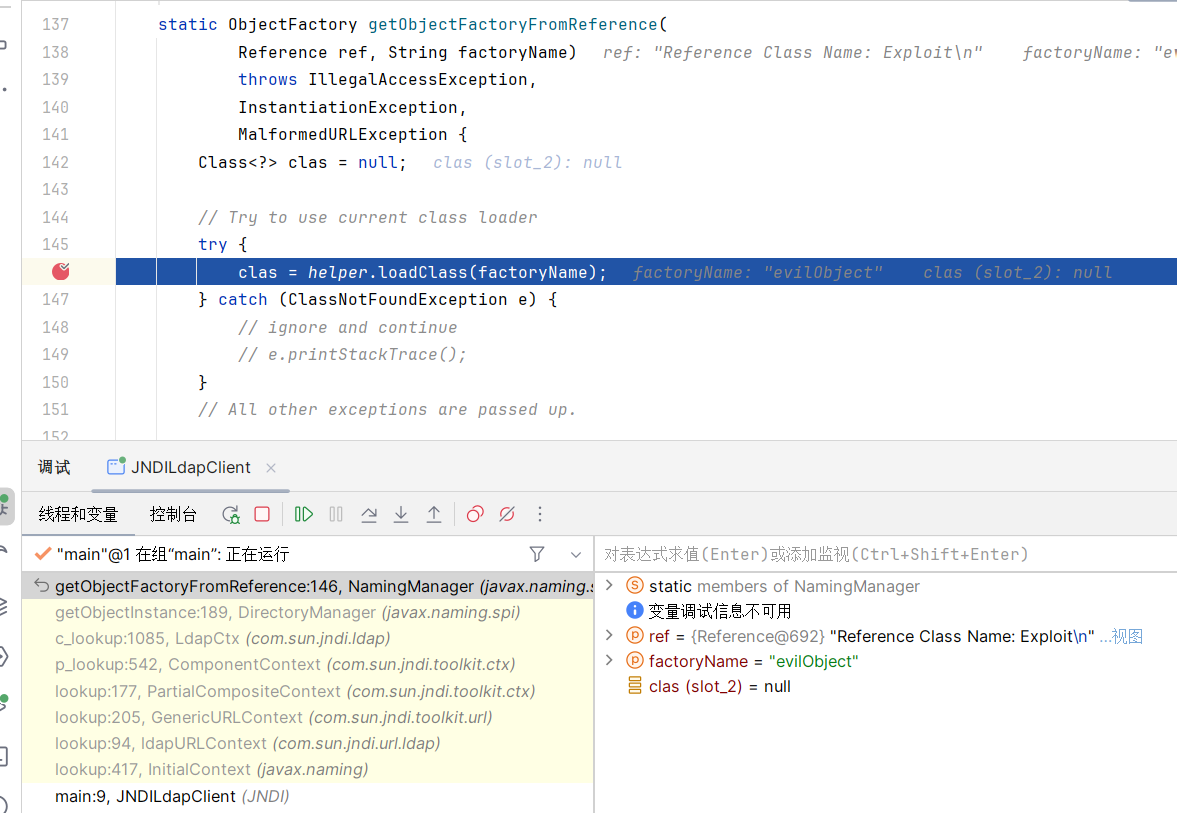 137 static ObjectFactory getObjectFactoryFromReference(
138 Reference ref, String factoryName) ref: "Reference Class Name: Exploit\n" factoryName: "ev
139 throws IllegalAccessException,
140 InstantiationException,
141 MalformedURLException {
142 Class<?> clas = null; clas (slot_2): null
143
144 // Try to use current class loader
145 try {
clas = helper.loadClass(factoryName); factoryName: "evilObject" clas (slot_2): null
147 } catch (ClassNotFoundException e) {
148 // ignore and continue
149 // e.printStackTrace();
150 }
151 // All other exceptions are passed up.
152
调试 JNDILdapClient
线程和变量 控制台
"main"@1 在组“main”: 正在运行
对表达式求值(Enter)或添加监视(Ctrl+Shift+Enter)
getObjectFactoryFromReference:146, NamingManager (javax.naming.s
getObjectInstance:189, DirectoryManager (javax.naming.spi)
c_lookup:1085, LdapCtx (com.sun.jndi.ldap)
p_lookup:542, ComponentContext (com.sun.jndi.toolkit.ctx)
lookup:177, PartialCompositeContext (com.sun.jndi.toolkit.ctx)
lookup:205, GenericURLContext (com.sun.jndi.toolkit.url)
lookup:94, ldapURLContext (com.sun.jndi.url.ldap)
lookup:417, InitialContext (javax.naming)
main:9, JNDILdapClient (JNDI)
static members of NamingManager
变量调试信息不可用
ref = {Reference@692} "Reference Class Name: Exploit\n" ...视图
factoryName = "evilObject"
clas (slot_2) = null